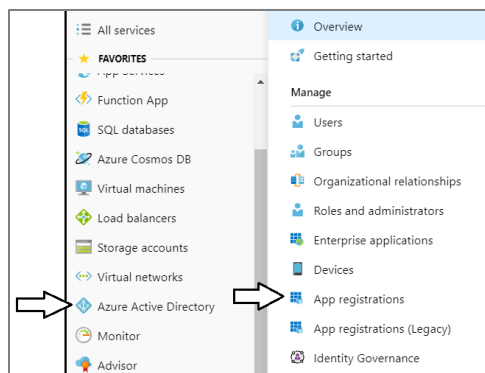 All services
FAVORITES
App Services
Function App
SQL databases
Azure Cosmos DB
Virtual machines
Load balancers
Storage accounts
Virtual networks
Azure Active Directory
Monitor
Advisor
Overview
Getting started
Manage
Users
Groups
Organizational relationships
Roles and administrators
Enterprise applications
Devices
App registrations
App registrations (Legacy)
Identity Governance